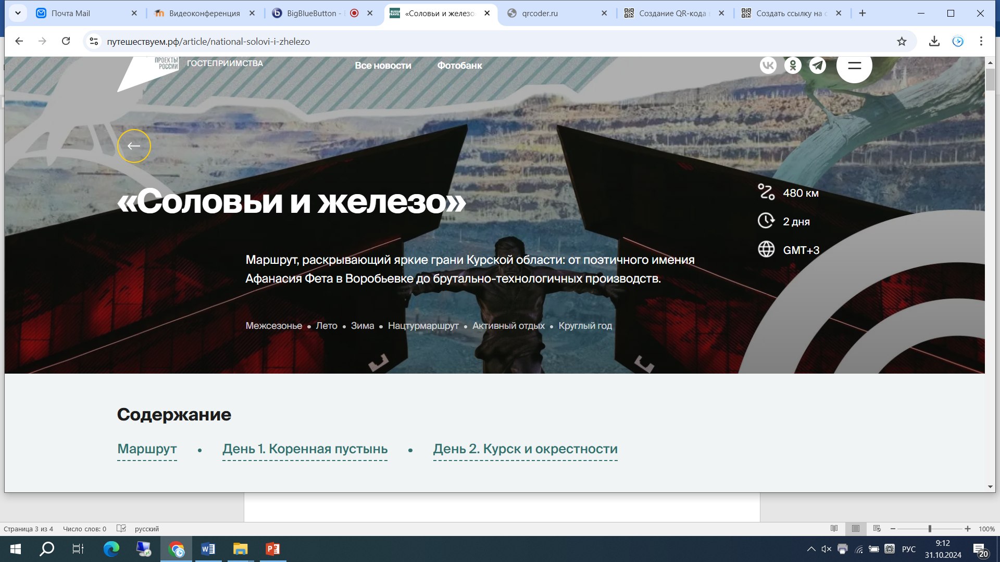 Почта Mail
Видеоконференция
BigBlueButton -
«Соловьи и железо»
qrcoder.ru
Создание QR-кода
Создать ссылку на
путешествуем.рф/article/national-solovi-i-zhelezo
ПРОЕКТЫ
РОССИИ
ГОСТЕПРИИМСТВА
Все новости
Фотобанк
«Соловьи и железо»
480 км
2 дня
GMT+3
Маршрут, раскрывающий яркие грани Курской области: от поэтичного имения
Афанасия Фета в Воробьевке до брутально-технологичных производств.
Межсезонье • Лето • Зима • Нацтурмаршрут • Активный отдых • Круглый год
Содержание
Маршрут • День 1. Коренная пустынь • День 2. Курск и окрестности
Страница 3 из 4 Число слов: 0 русский
100%
РУС
9:12
31.10.2024
20